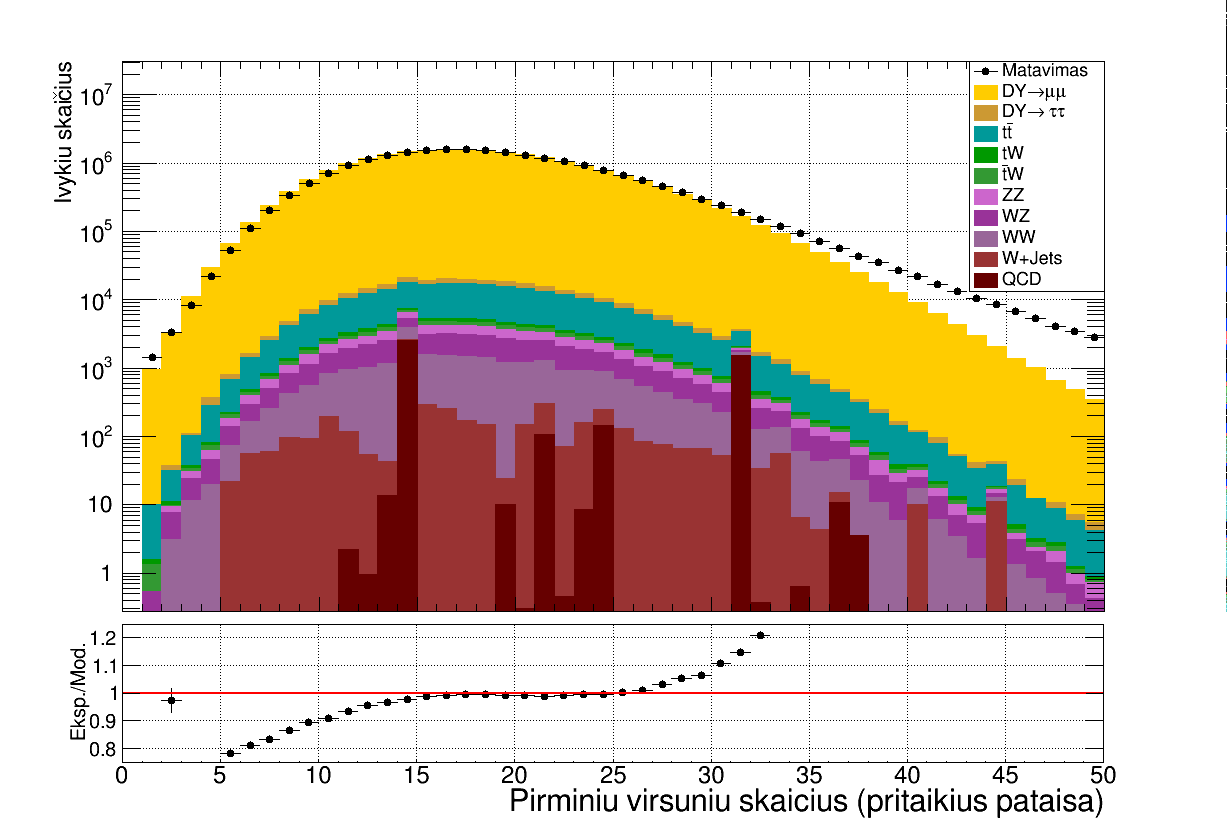 Ivykiu skaičius
10⁷
10⁶
10⁵
10⁴
10³
10²
10
1
Matavimas
DY→μμ
DY→ ττ
tt̄
tW
t̄W
ZZ
WZ
WW
W+Jets
QCD
Eksp./Mod.
1.2
1.1
1
0.9
0.8
0 5 10 15 20 25 30 35 40 45 50
Pirminiu virsuniu skaicius (pritaikius pataisa)